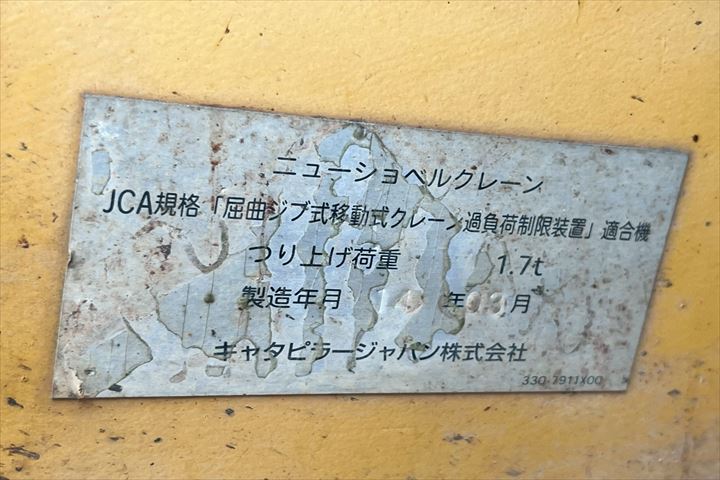 ニューショベルクレーン
JCA規格「屈曲ジブ式移動式クレーン過負荷制限装置」適合機
つり上げ荷重 1.7t
製造年月 年03月
キャタピラージャパン株式会社
330-7911X00